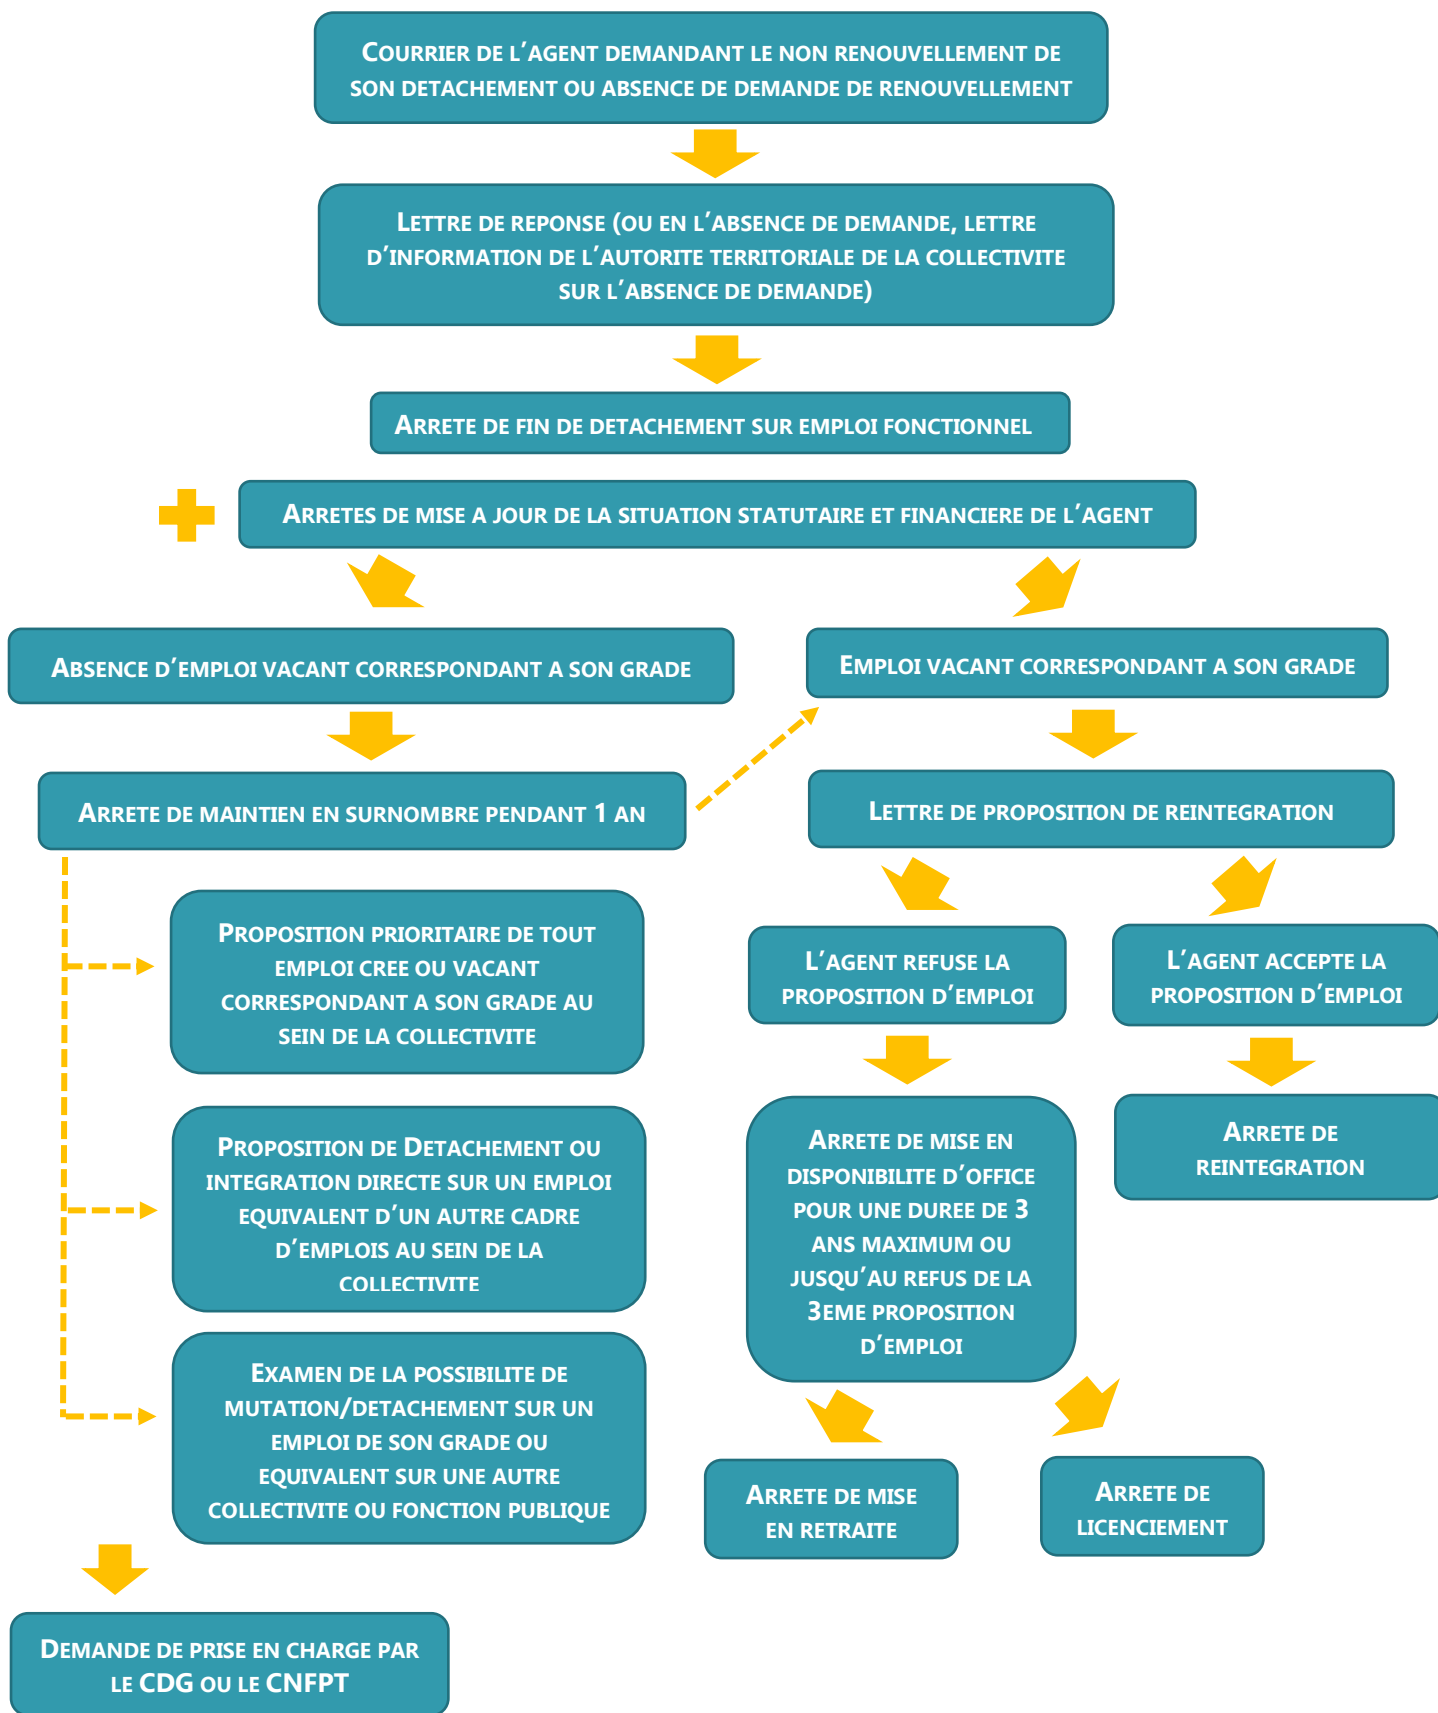 COURRIER DE L'AGENT DEMANDANT LE NON RENOUVELLEMENT DE
SON DETACHEMENT OU ABSENCE DE DEMANDE DE RENOUVELLEMENT
LETTRE DE REPONSE (OU EN L'ABSENCE DE DEMANDE, LETTRE
D'INFORMATION DE L'AUTORITE TERRITORIALE DE LA COLLECTIVITE
SUR L'ABSENCE DE DEMANDE)
ARRETE DE FIN DE DETACHEMENT SUR EMPLOI FONCTIONNEL
ARRETES DE MISE A JOUR DE LA SITUATION STATUTAIRE ET FINANCIERE DE L'AGENT
ABSENCE D'EMPLOI VACANT CORRESPONDANT A SON GRADE
ARRETE DE MAINTIEN EN SURNOMBRE PENDANT 1 AN
PROPOSITION PRIORITAIRE DE TOUT
EMPLOI CREE OU VACANT
CORRESPONDANT A SON GRADE AU
SEIN DE LA COLLECTIVITE
PROPOSITION DE DETACHEMENT OU
INTEGRATION DIRECTE SUR UN EMPLOI
EQUIVALENT D'UN AUTRE CADRE
D'EMPLOIS AU SEIN DE LA
COLLECTIVITE
EXAMEN DE LA POSSIBILITE DE
MUTATION/DETACHEMENT SUR UN
EMPLOI DE SON GRADE OU
EQUIVALENT SUR UNE AUTRE
COLLECTIVITE OU FONCTION PUBLIQUE
DEMANDE DE PRISE EN CHARGE PAR
LE CDG OU LE CNFPT
EMPLOI VACANT CORRESPONDANT A SON GRADE
LETTRE DE PROPOSITION DE REINTEGRATION
L'AGENT REFUSE LA
PROPOSITION D'EMPLOI
ARRETE DE MISE EN
DISPONIBILITE D'OFFICE
POUR UNE DUREE DE 3
ANS MAXIMUM OU
JUSQU'AU REFUS DE LA
3EME PROPOSITION
D'EMPLOI
ARRETE DE MISE
EN RETRAITE
ARRETE DE
LICENCIEMENT
L'AGENT ACCEPTE LA
PROPOSITION D'EMPLOI
ARRETE DE
REINTEGRATION